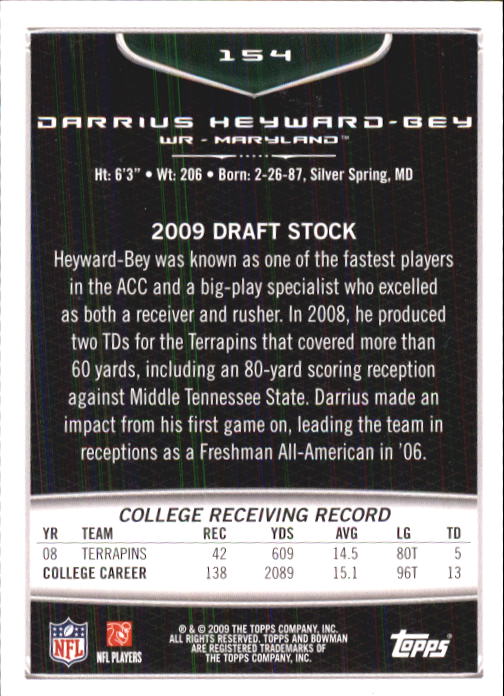 154
DARRIUS HEYWARD-BEY
WR - MARYLAND™
Ht: 6'3" • Wt: 206 • Born: 2-26-87, Silver Spring, MD
2009 DRAFT STOCK
Heyward-Bey was known as one of the fastest players
in the ACC and a big-play specialist who excelled
as both a receiver and rusher. In 2008, he produced
two TDs for the Terrapins that covered more than
60 yards, including an 80-yard scoring reception
against Middle Tennessee State. Darrius made an
impact from his first game on, leading the team in
receptions as a Freshman All-American in '06.
COLLEGE RECEIVING RECORD
YR TEAM REC YDS AVG LG TD
08 TERRAPINS 42 609 14.5 80T 5
COLLEGE CAREER 138 2089 15.1 96T 13
NFL
NFL PLAYERS
® & © 2009 THE TOPPS COMPANY, INC.
ALL RIGHTS RESERVED. TOPPS AND BOWMAN
ARE REGISTERED TRADEMARKS OF
THE TOPPS COMPANY, INC.
Topps®